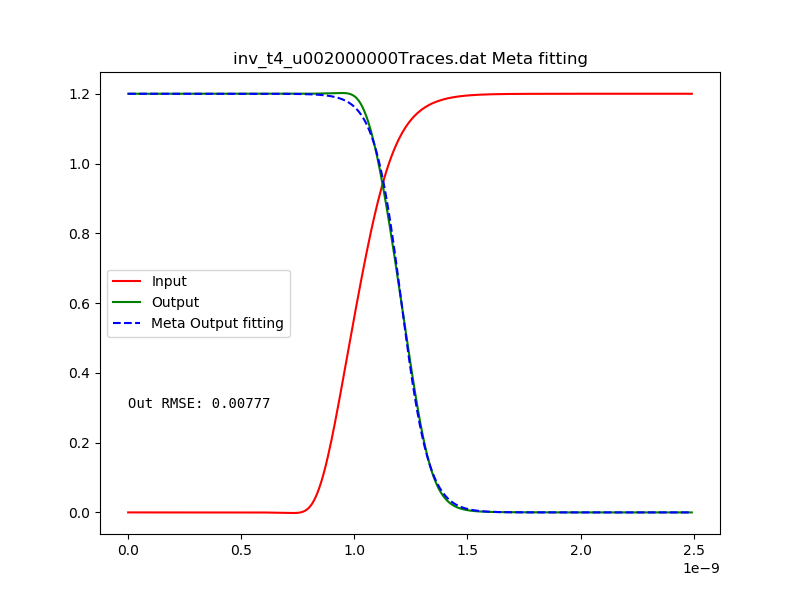 inv_t4_u002000000Traces.dat Meta fitting
1.2
1.0
0.8
0.6
0.4
0.2
0.0
Input
Output
Meta Output fitting
Out RMSE: 0.00777
0.0
0.5
1.0
1.5
2.0
2.5
1e−9